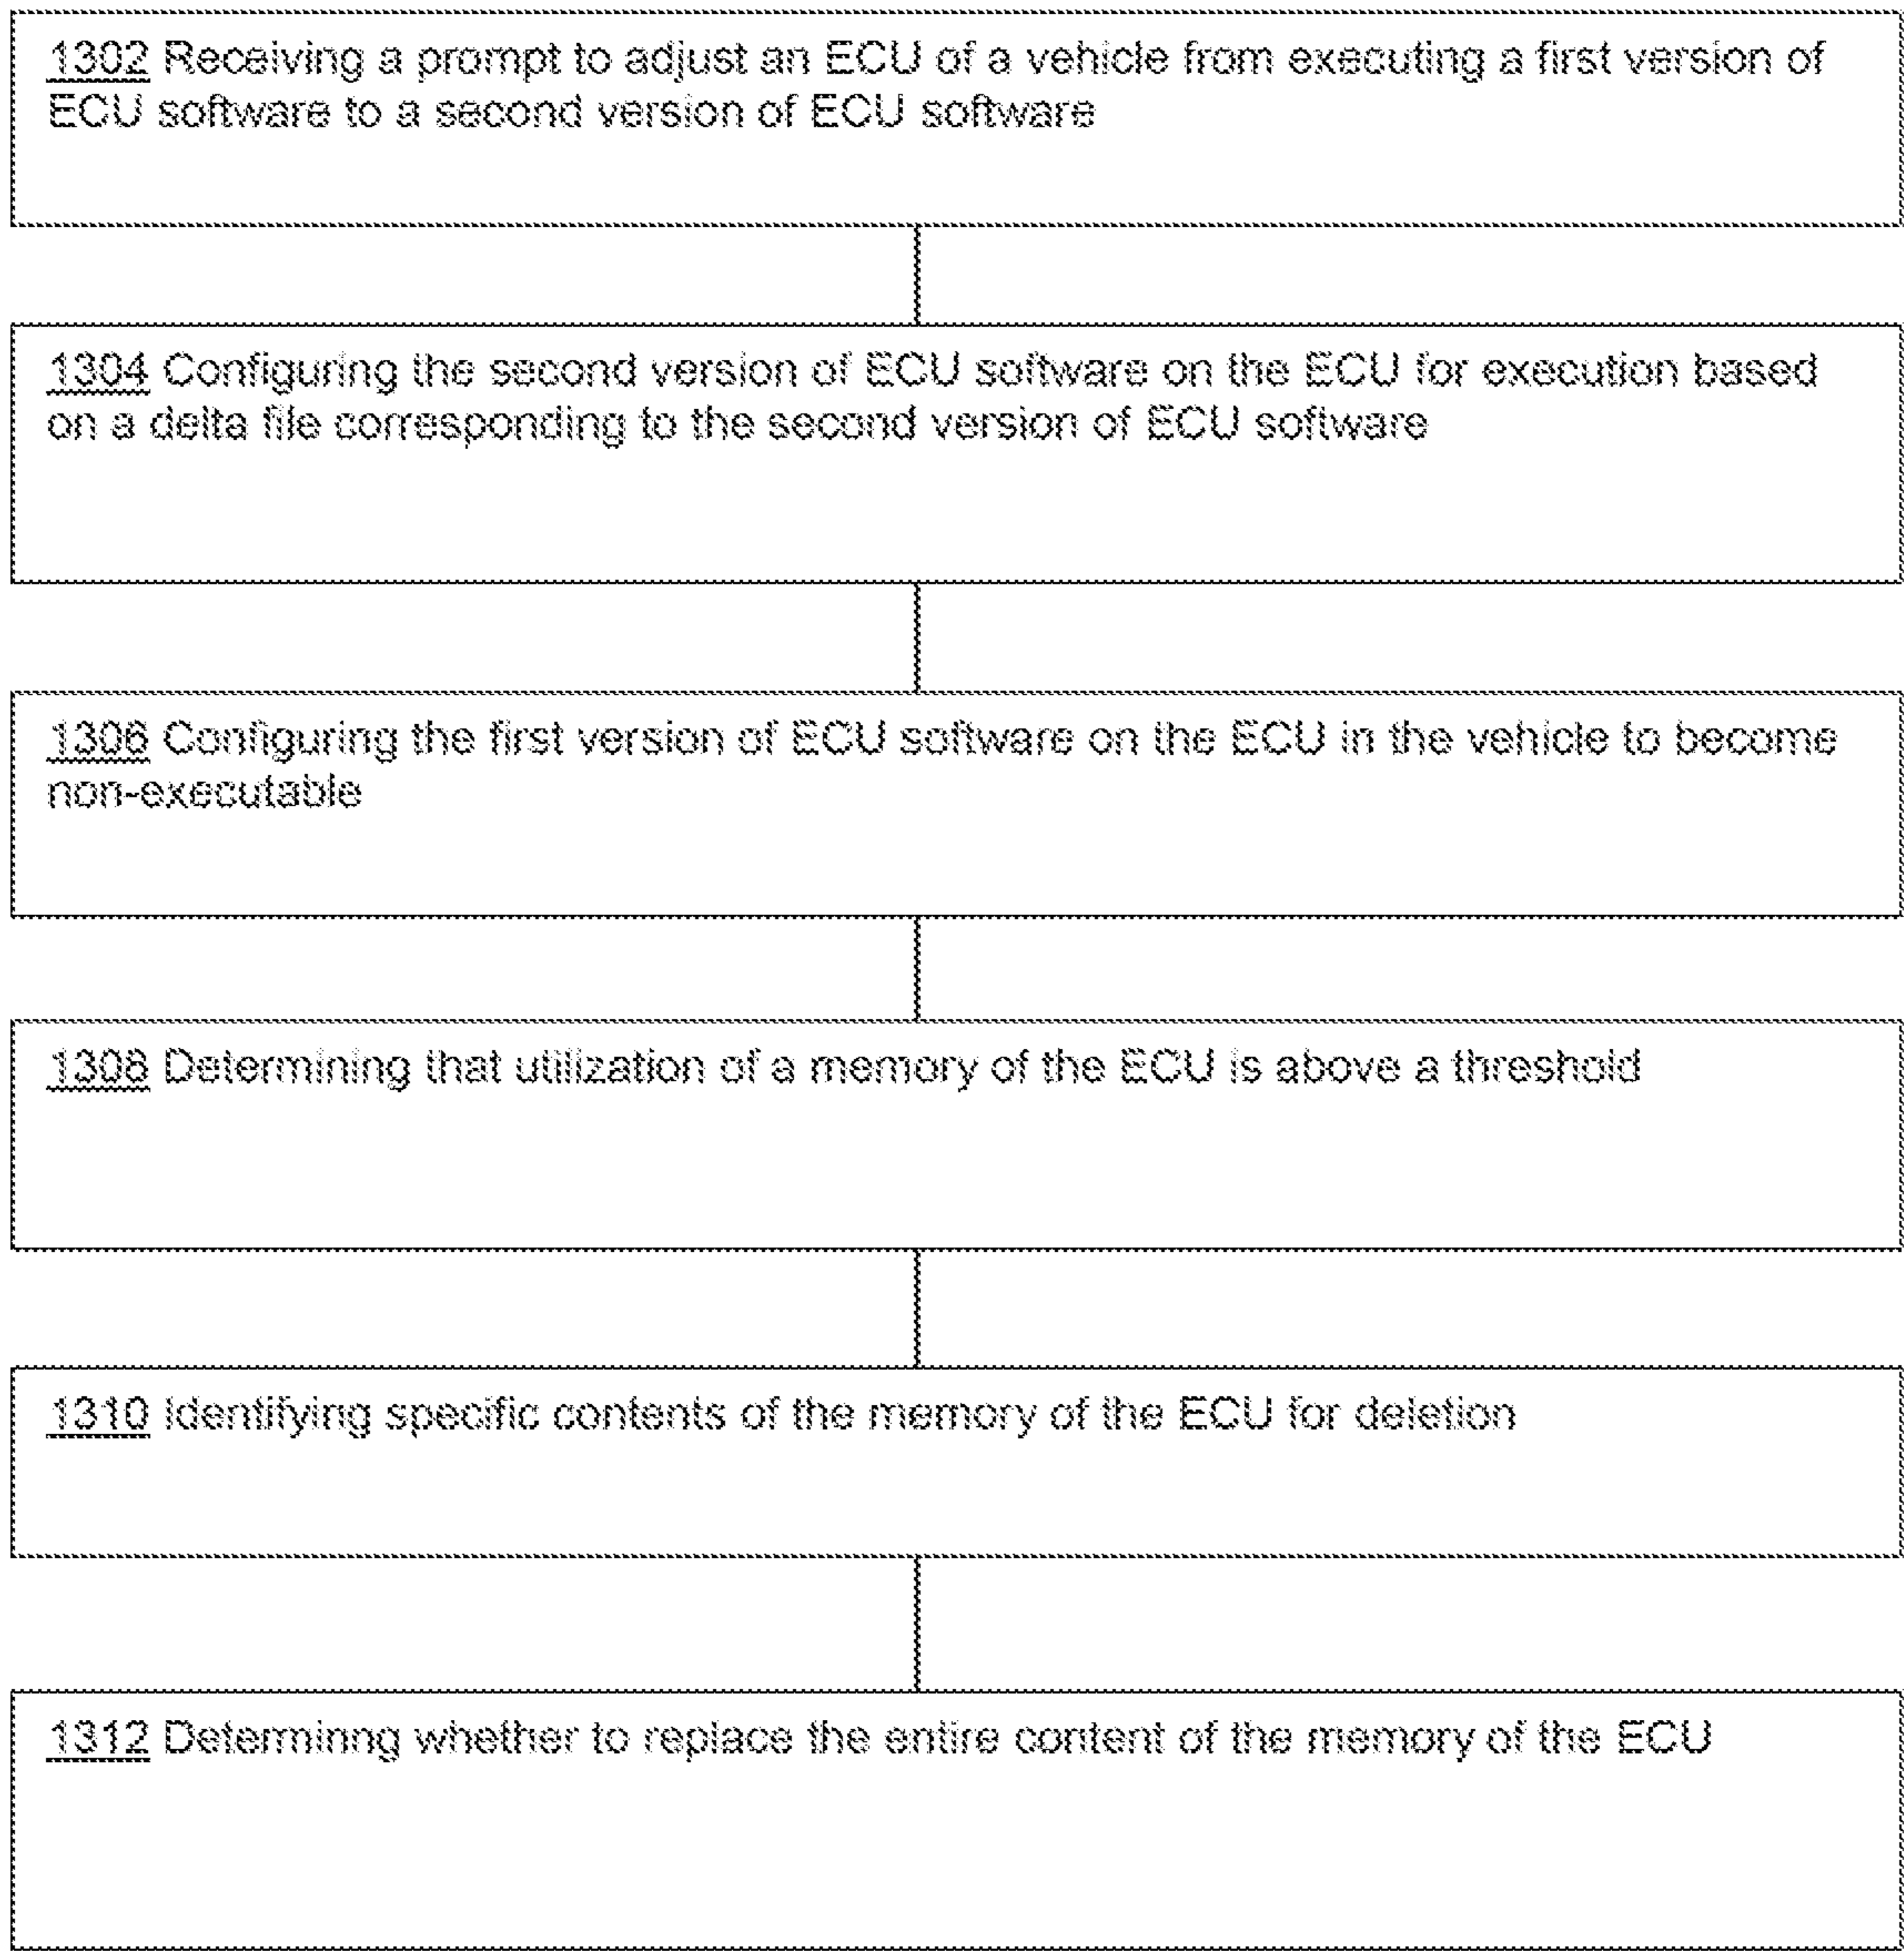 1302 Receiving a prompt to adjust an ECU of a vehicle from executing a first version of
ECU software to a second version of ECU software
1304 Configuring the second version of ECU software on the ECU for execution based
on a delta file corresponding to the second version of ECU software
1306 Configuring the first version of ECU software on the ECU in the vehicle to become
non-executable
1308 Determining that utilization of a memory of the ECU is above a threshold
1310 Identifying specific contents of the memory of the ECU for deletion
1312 Determinng whether to replace the entire content of the memory of the ECU